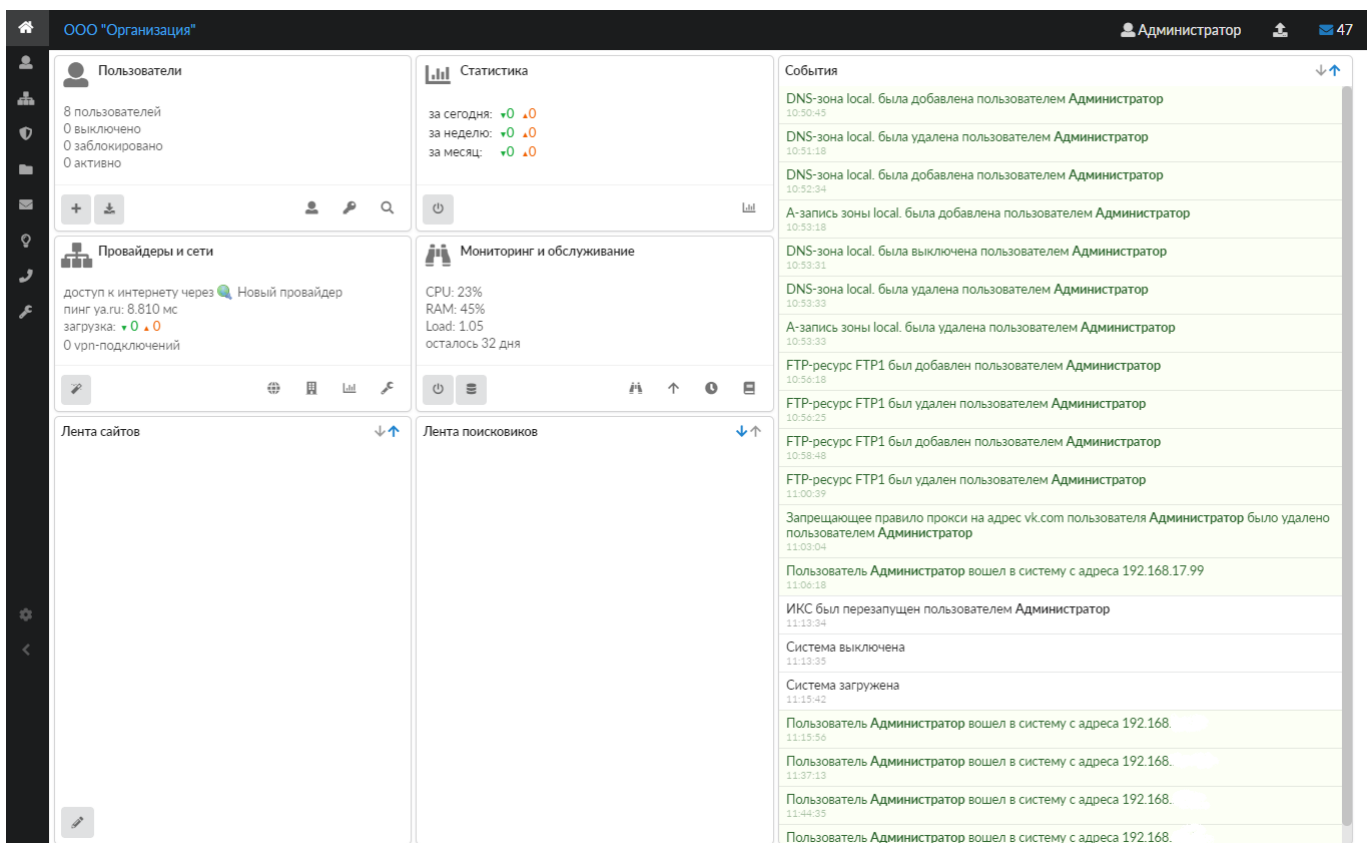 ООО "Организация"
Администратор
47
Пользователи
8 пользователей
0 выключено
0 заблокировано
0 активно
Статистика
за сегодня: ▾0 ▴0
за неделю: ▾0 ▴0
за месяц: ▾0 ▴0
Провайдеры и сети
доступ к интернету через Новый провайдер
пинг ya.ru: 8.810 мс
загрузка: ▾ 0 ▴ 0
0 vpn-подключений
Мониторинг и обслуживание
CPU: 23%
RAM: 45%
Load: 1.05
осталось 32 дня
Лента сайтов
Лента поисковиков
События
DNS-зона local. была добавлена пользователем Администратор
10:50:45
DNS-зона local. была удалена пользователем Администратор
10:51:18
DNS-зона local. была добавлена пользователем Администратор
10:52:34
А-запись зоны local. была добавлена пользователем Администратор
10:53:18
DNS-зона local. была выключена пользователем Администратор
10:53:31
DNS-зона local. была удалена пользователем Администратор
10:53:33
А-запись зоны local. была удалена пользователем Администратор
10:53:33
FTP-ресурс FTP1 был добавлен пользователем Администратор
10:56:18
FTP-ресурс FTP1 был удален пользователем Администратор
10:56:25
FTP-ресурс FTP1 был добавлен пользователем Администратор
10:58:48
FTP-ресурс FTP1 был удален пользователем Администратор
11:00:39
Запрещающее правило прокси на адрес vk.com пользователя Администратор было удалено
пользователем Администратор
11:03:04
Пользователь Администратор вошел в систему с адреса 192.168.17.99
11:06:18
ИКС был перезапущен пользователем Администратор
11:13:34
Система выключена
11:13:35
Система загружена
11:15:42
Пользователь Администратор вошел в систему с адреса 192.168.
11:15:56
Пользователь Администратор вошел в систему с адреса 192.168.
11:37:13
Пользователь Администратор вошел в систему с адреса 192.168.
11:44:35
Пользователь Администратор вошел в систему с адреса 192.168.